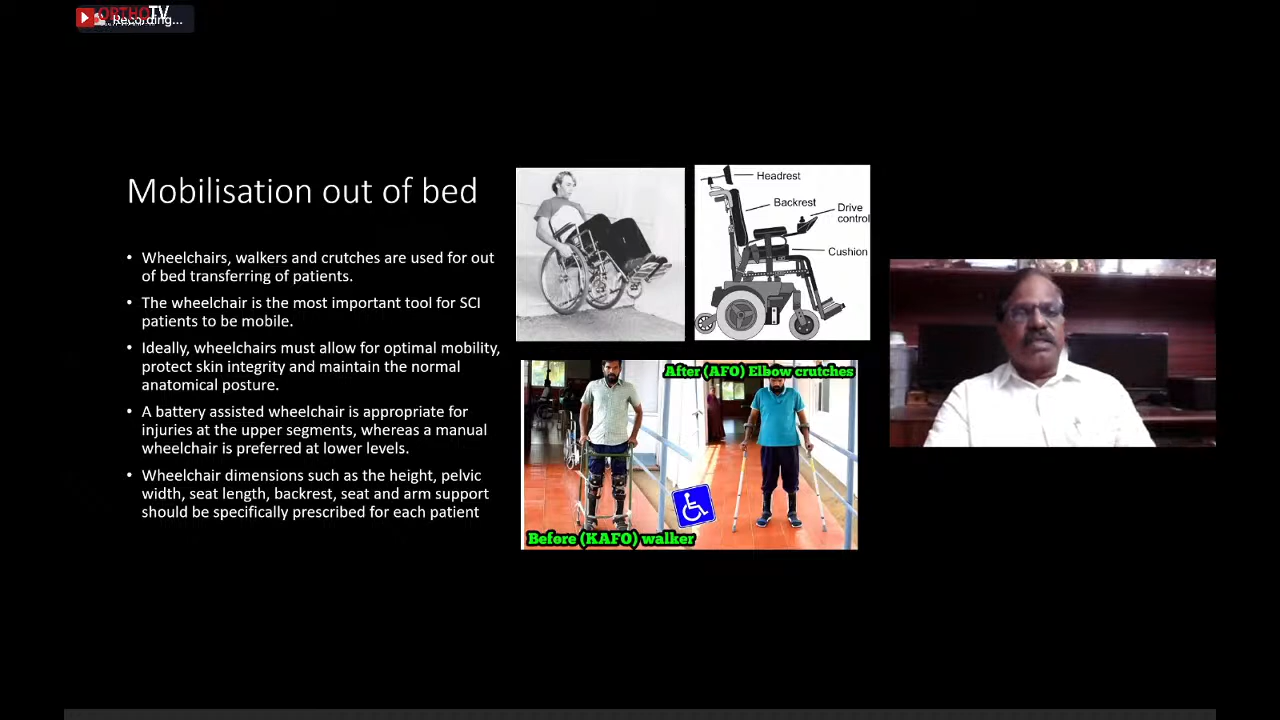 ORTHOTV
Recording...
Mobilisation out of bed
• Wheelchairs, walkers and crutches are used for out
of bed transferring of patients.
• The wheelchair is the most important tool for SCI
patients to be mobile.
• Ideally, wheelchairs must allow for optimal mobility,
protect skin integrity and maintain the normal
anatomical posture.
• A battery assisted wheelchair is appropriate for
injuries at the upper segments, whereas a manual
wheelchair is preferred at lower levels.
• Wheelchair dimensions such as the height, pelvic
width, seat length, backrest, seat and arm support
should be specifically prescribed for each patient
Headrest
Backrest
Drive
control
Cushion
After (AFO) Elbow crutches
Before (KAFO) walker